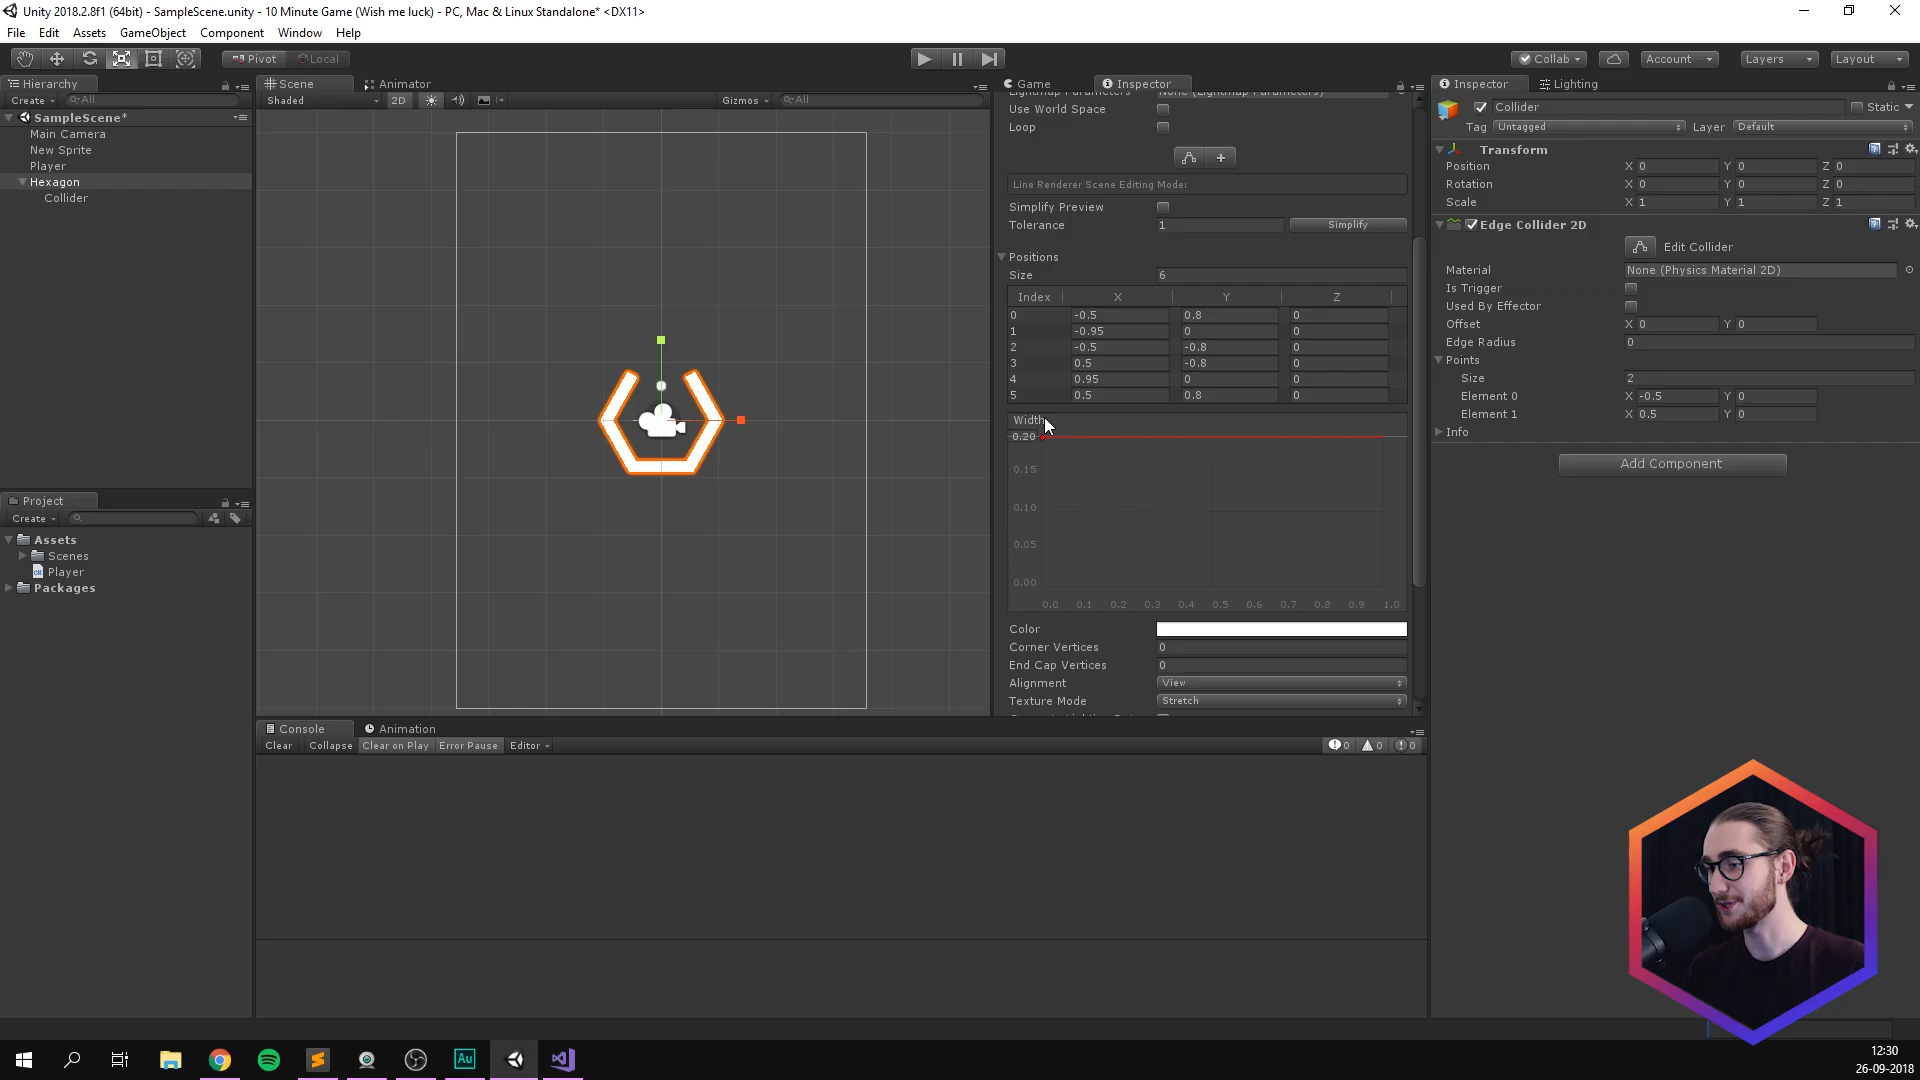 Unity 2018.2.8f1 (64bit) - SampleScene.unity - 10 Minute Game (Wish me luck) - PC, Mac & Linux Standalone* <DX11>
File Edit Assets GameObject Component Window Help
Pivot Local
Collab Account Layers Layout
Hierarchy
Create All
SampleScene*
Main Camera
New Sprite
Player
Hexagon
Collider
Project
Create
Assets
Scenes
Player
Packages
Scene Animator
Shaded 2D Gizmos All
Game Inspector
Use World Space
Loop
Line Renderer Scene Editing Mode:
Simplify Preview
Tolerance 1 Simplify
Positions
Size 6
Index X Y Z
0 -0.5 0.8 0
1 -0.95 0 0
2 -0.5 -0.8 0
3 0.5 -0.8 0
4 0.95 0 0
5 0.5 0.8 0
Width
0.20
0.15
0.10
0.05
0.00
0.0 0.1 0.2 0.3 0.4 0.5 0.6 0.7 0.8 0.9 1.0
Color
Corner Vertices 0
End Cap Vertices 0
Alignment View
Texture Mode Stretch
Inspector Lighting
Collider Static
Tag Untagged Layer Default
Transform
Position X 0 Y 0 Z 0
Rotation X 0 Y 0 Z 0
Scale X 1 Y 1 Z 1
Edge Collider 2D
Edit Collider
Material None (Physics Material 2D)
Is Trigger
Used By Effector
Offset X 0 Y 0
Edge Radius 0
Points
Size 2
Element 0 X -0.5 Y 0
Element 1 X 0.5 Y 0
Info
Add Component
Console Animation
Clear Collapse Clear on Play Error Pause Editor
0 0 0
Au
12:30
26-09-2018